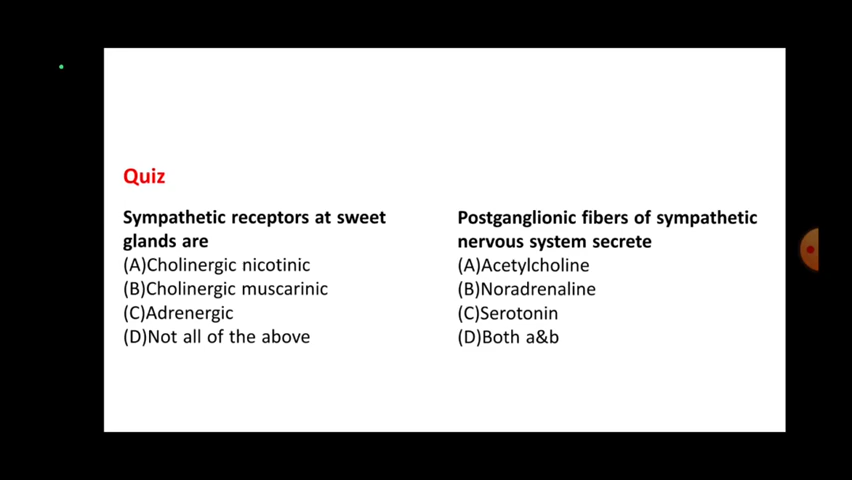 Quiz
Sympathetic receptors at sweet
glands are
(A)Cholinergic nicotinic
(B)Cholinergic muscarinic
(C)Adrenergic
(D)Not all of the above
Postganglionic fibers of sympathetic
nervous system secrete
(A)Acetylcholine
(B)Noradrenaline
(C)Serotonin
(D)Both a&b